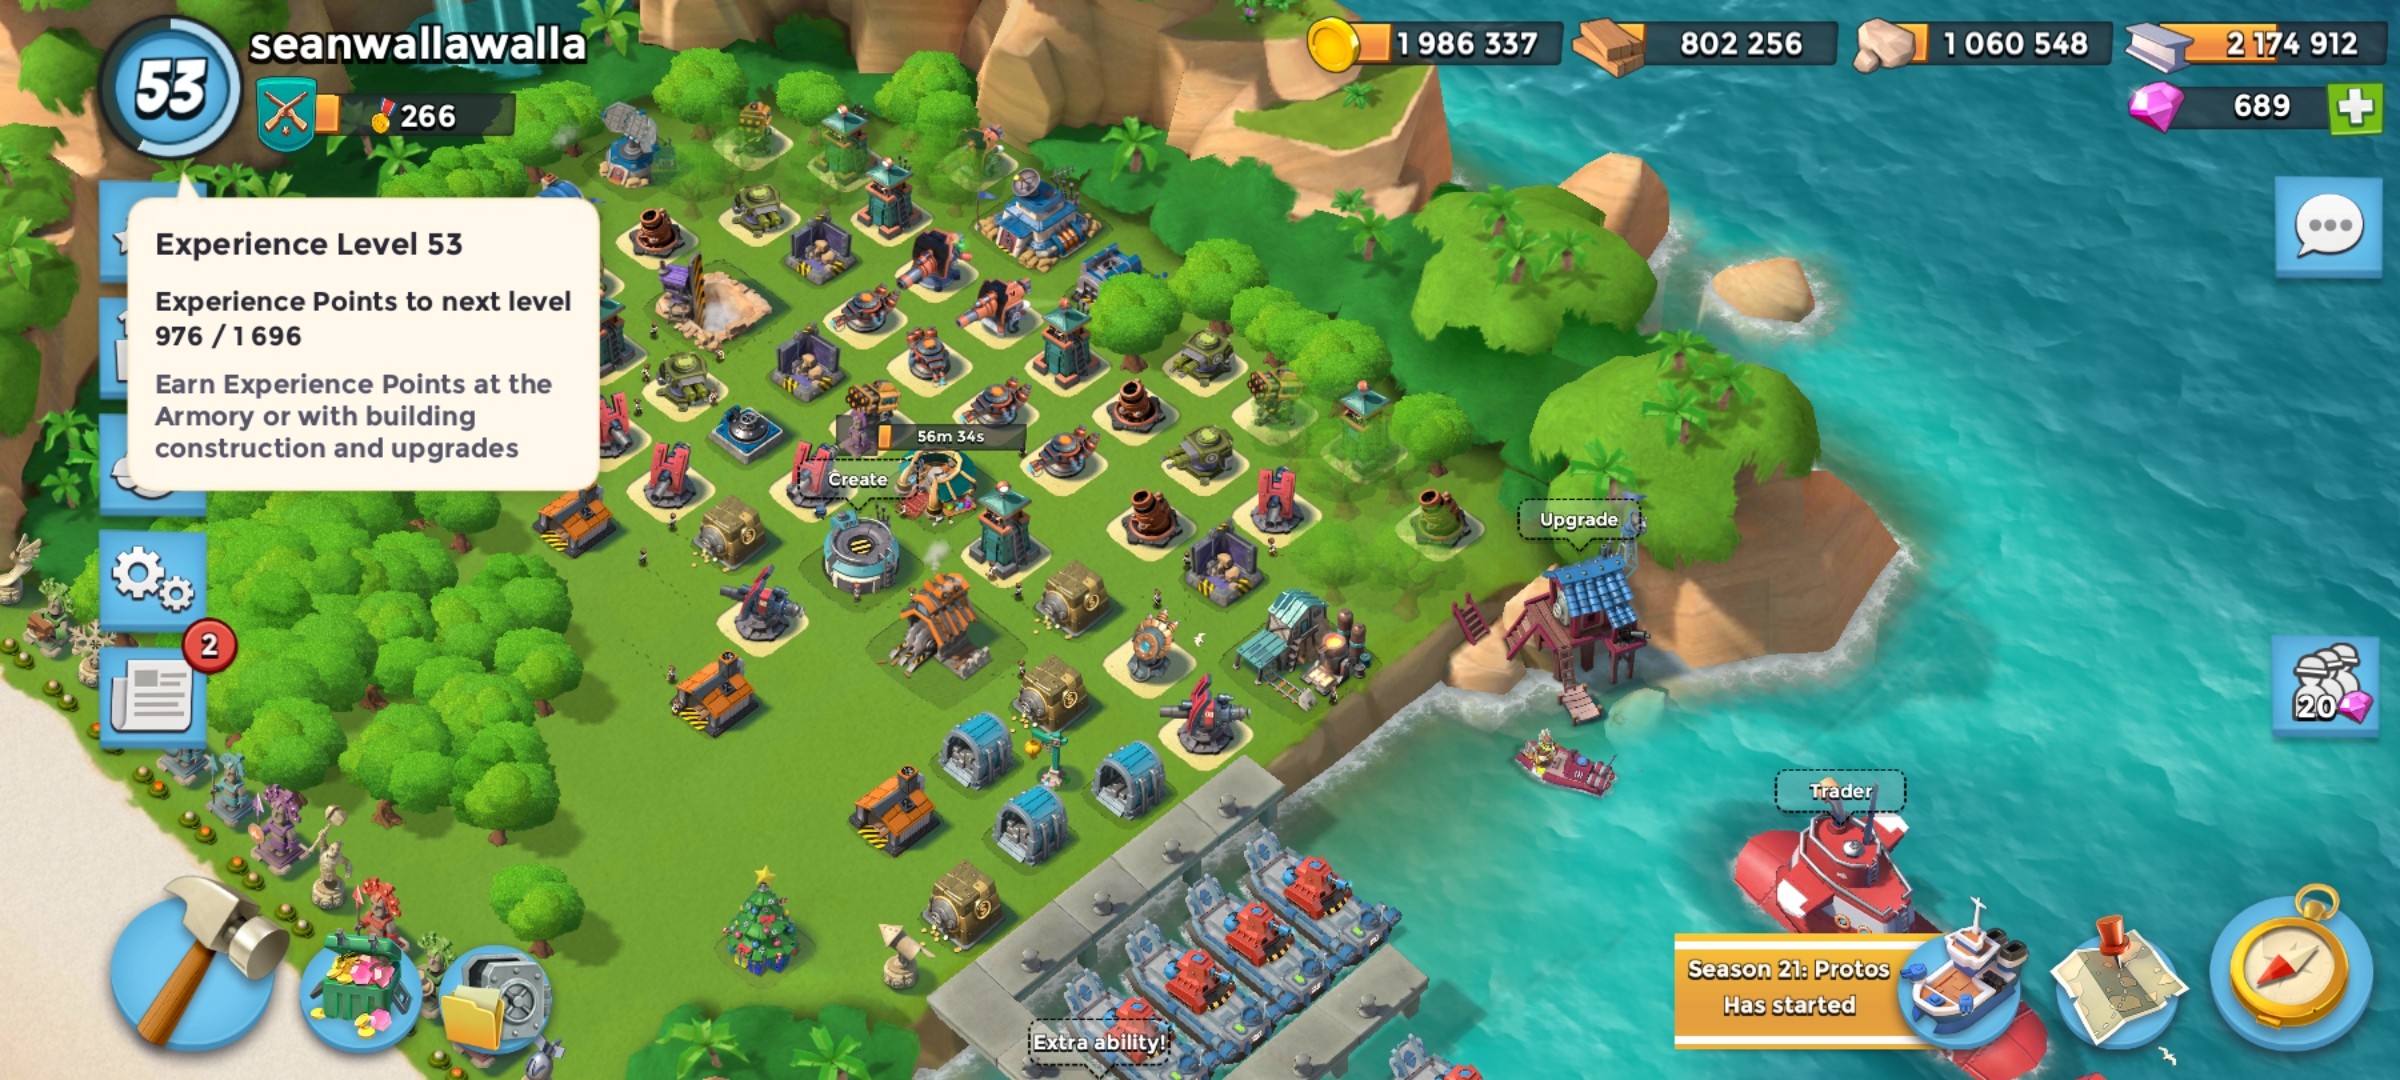 53
seanwallawalla
266
1 986 337
802 256
1 060 548
2 174 912
689
Experience Level 53
Experience Points to next level
976 / 1 696
Earn Experience Points at the
Armory or with building
construction and upgrades
56m 34s
Create
Upgrade
2
20
Trader
Season 21: Protos
Has started
Extra ability!